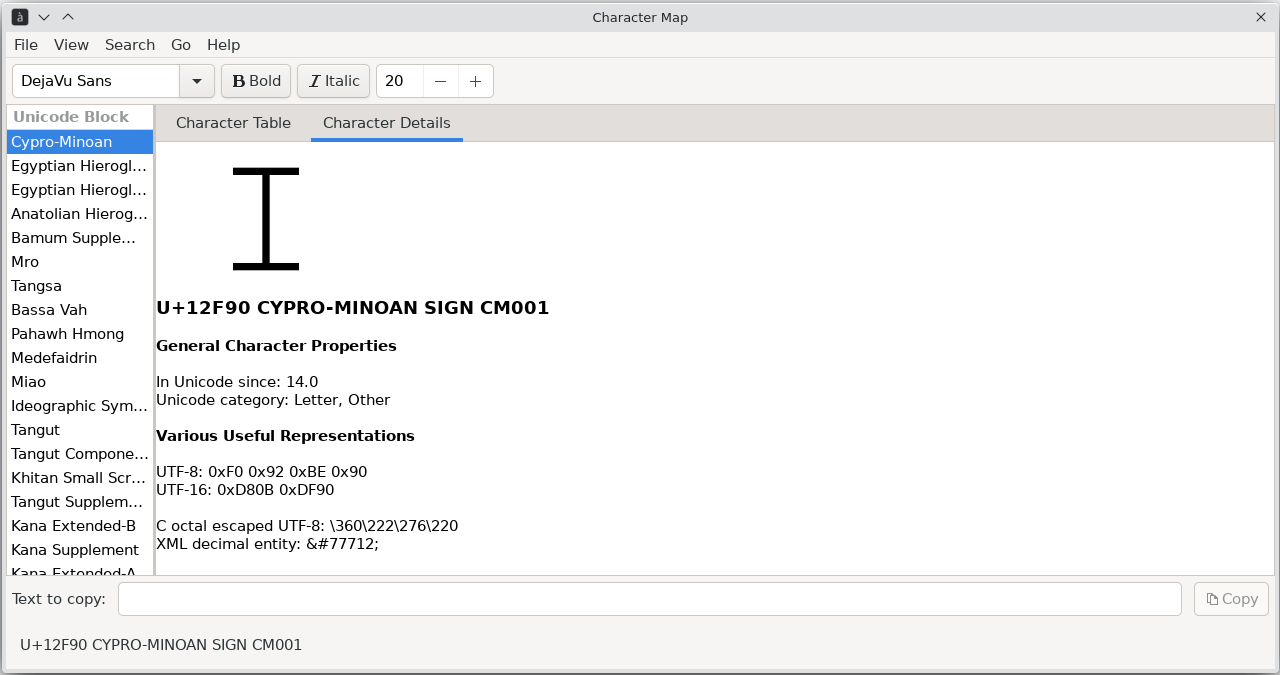 Character Map
File View Search Go Help
DejaVu Sans Bold Italic 20
Unicode Block
Cypro-Minoan
Egyptian Hierogl...
Egyptian Hierogl...
Anatolian Hierog...
Bamum Supple...
Mro
Tangsa
Bassa Vah
Pahawh Hmong
Medefaidrin
Miao
Ideographic Sym...
Tangut
Tangut Compone...
Khitan Small Scr...
Tangut Supplem...
Kana Extended-B
Kana Supplement
Kana Extended-A
Character Table Character Details
𒾐
U+12F90 CYPRO-MINOAN SIGN CM001
General Character Properties
In Unicode since: 14.0
Unicode category: Letter, Other
Various Useful Representations
UTF-8: 0xF0 0x92 0xBE 0x90
UTF-16: 0xD80B 0xDF90
C octal escaped UTF-8: \360\222\276\220
XML decimal entity: &#77712;
Text to copy: Copy
U+12F90 CYPRO-MINOAN SIGN CM001